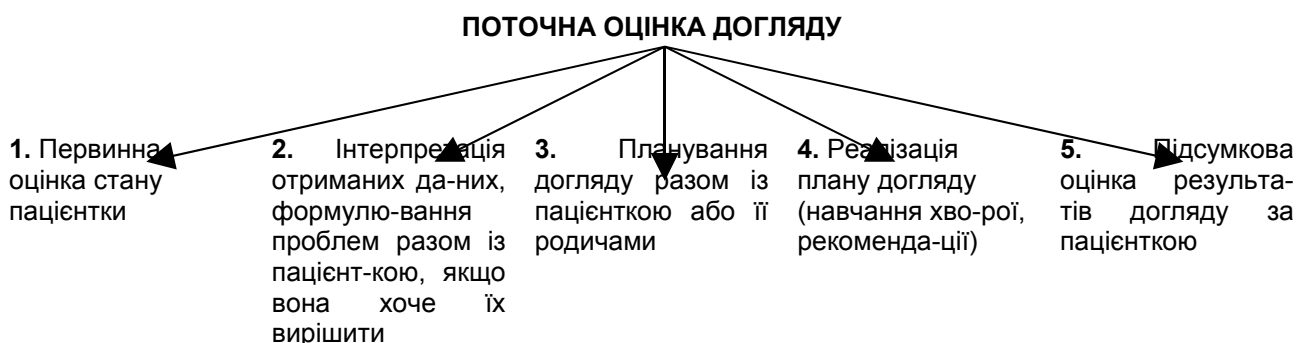 ПОТОЧНА ОЦІНКА ДОГЛЯДУ
1. Первинна
оцінка стану
пацієнтки
2. Інтерпретація
отриманих да-них,
формулю-вання
проблем разом із
пацієнт-кою, якщо
вона хоче їх
вирішити
3. Планування
догляду разом із
пацієнткою або її
родичами
4. Реалізація
плану догляду
(навчання хво-рої,
рекоменда-ції)
5. Підсумкова
оцінка результа-
тів догляду за
пацієнткою